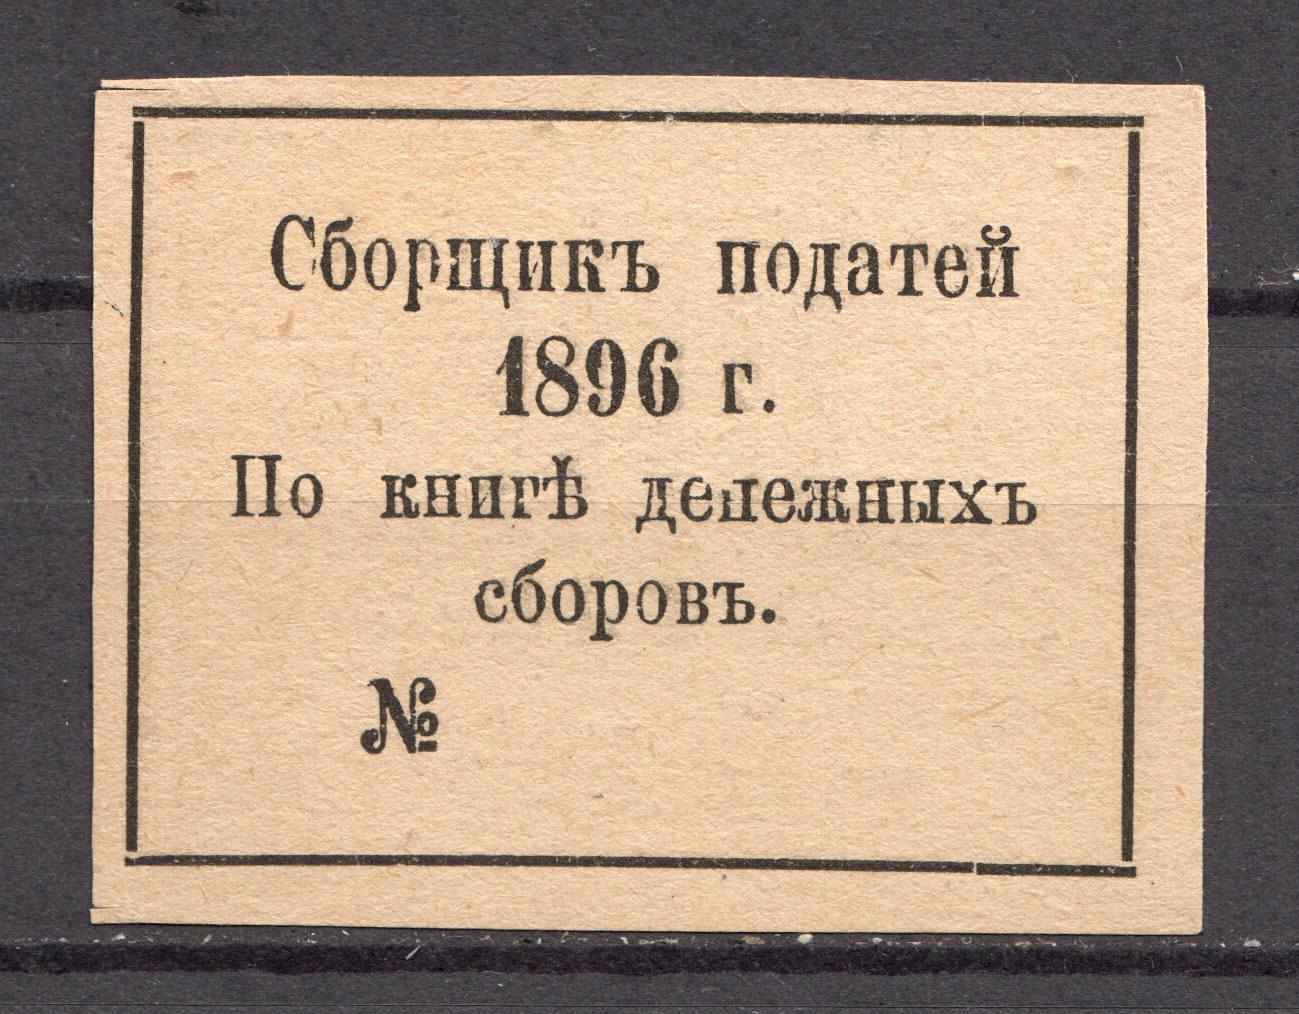 Сборщикъ податей
1896 г.
По книгѣ денежныхъ
сборовъ.
№